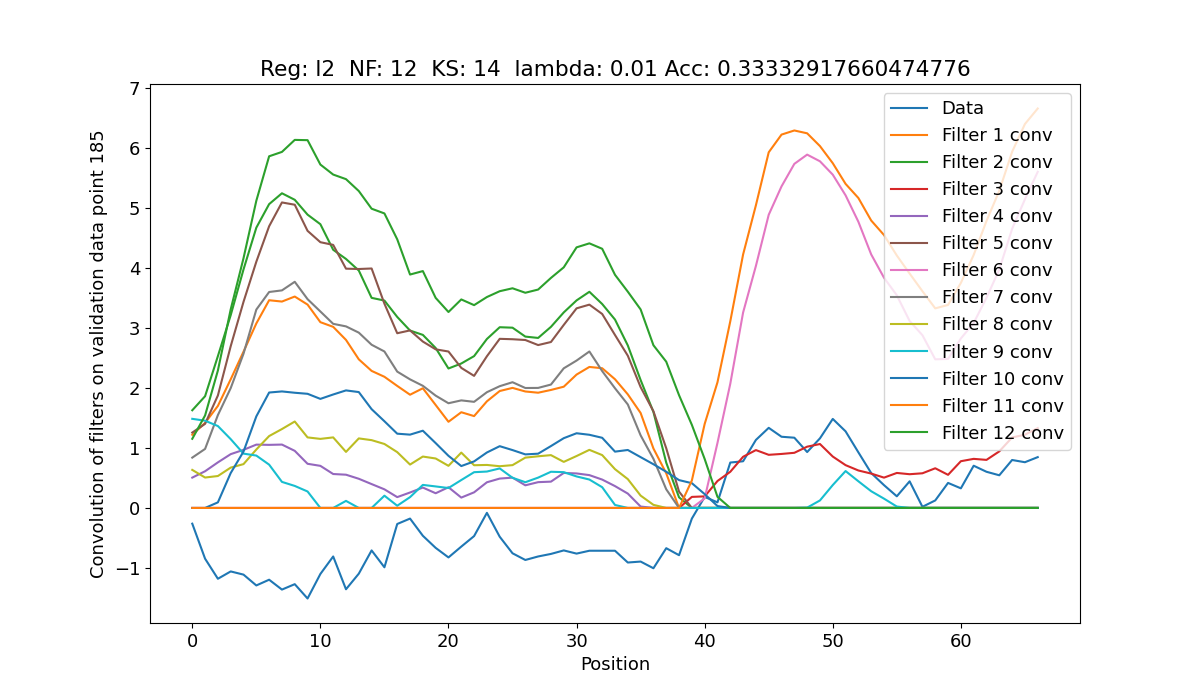 Reg: l2  NF: 12  KS: 14  lambda: 0.01 Acc: 0.33332917660474776
Convolution of filters on validation data point 185
7
6
5
4
3
2
1
0
−1
0 10 20 30 40 50 60
Position
Data
Filter 1 conv
Filter 2 conv
Filter 3 conv
Filter 4 conv
Filter 5 conv
Filter 6 conv
Filter 7 conv
Filter 8 conv
Filter 9 conv
Filter 10 conv
Filter 11 conv
Filter 12 conv